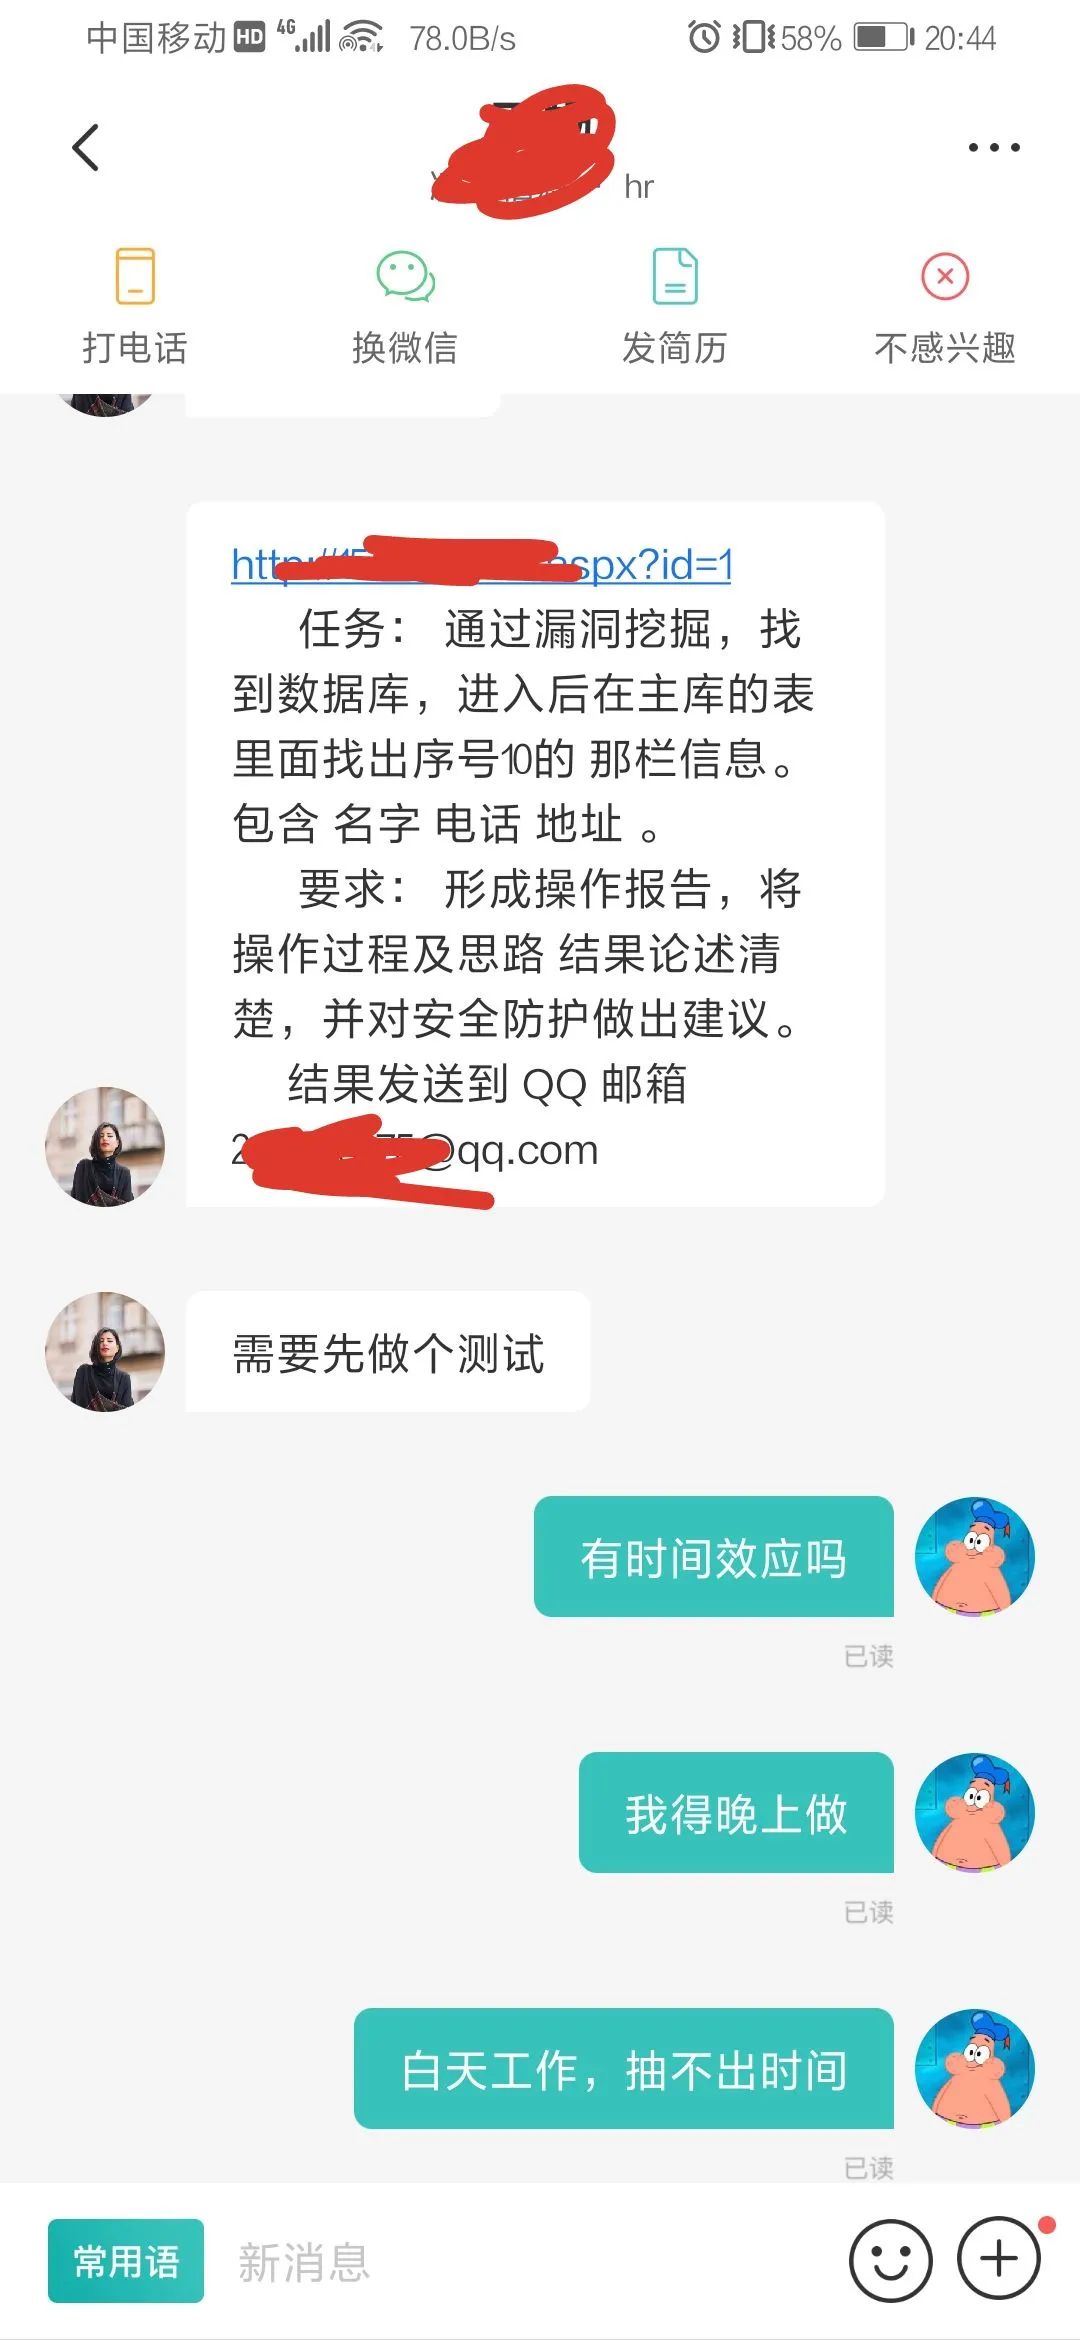 中国移动 HD 4G 78.0B/s 58% 20:44
hr
打电话 换微信 发简历 不感兴趣
http://15 aspx?id=1
任务： 通过漏洞挖掘，找
到数据库，进入后在主库的表
里面找出序号10的 那栏信息。
包含 名字 电话 地址 。
要求： 形成操作报告，将
操作过程及思路 结果论述清
楚，并对安全防护做出建议。
结果发送到 QQ 邮箱
2 75@qq.com
需要先做个测试
有时间效应吗
已读
我得晚上做
已读
白天工作，抽不出时间
已读
常用语 新消息